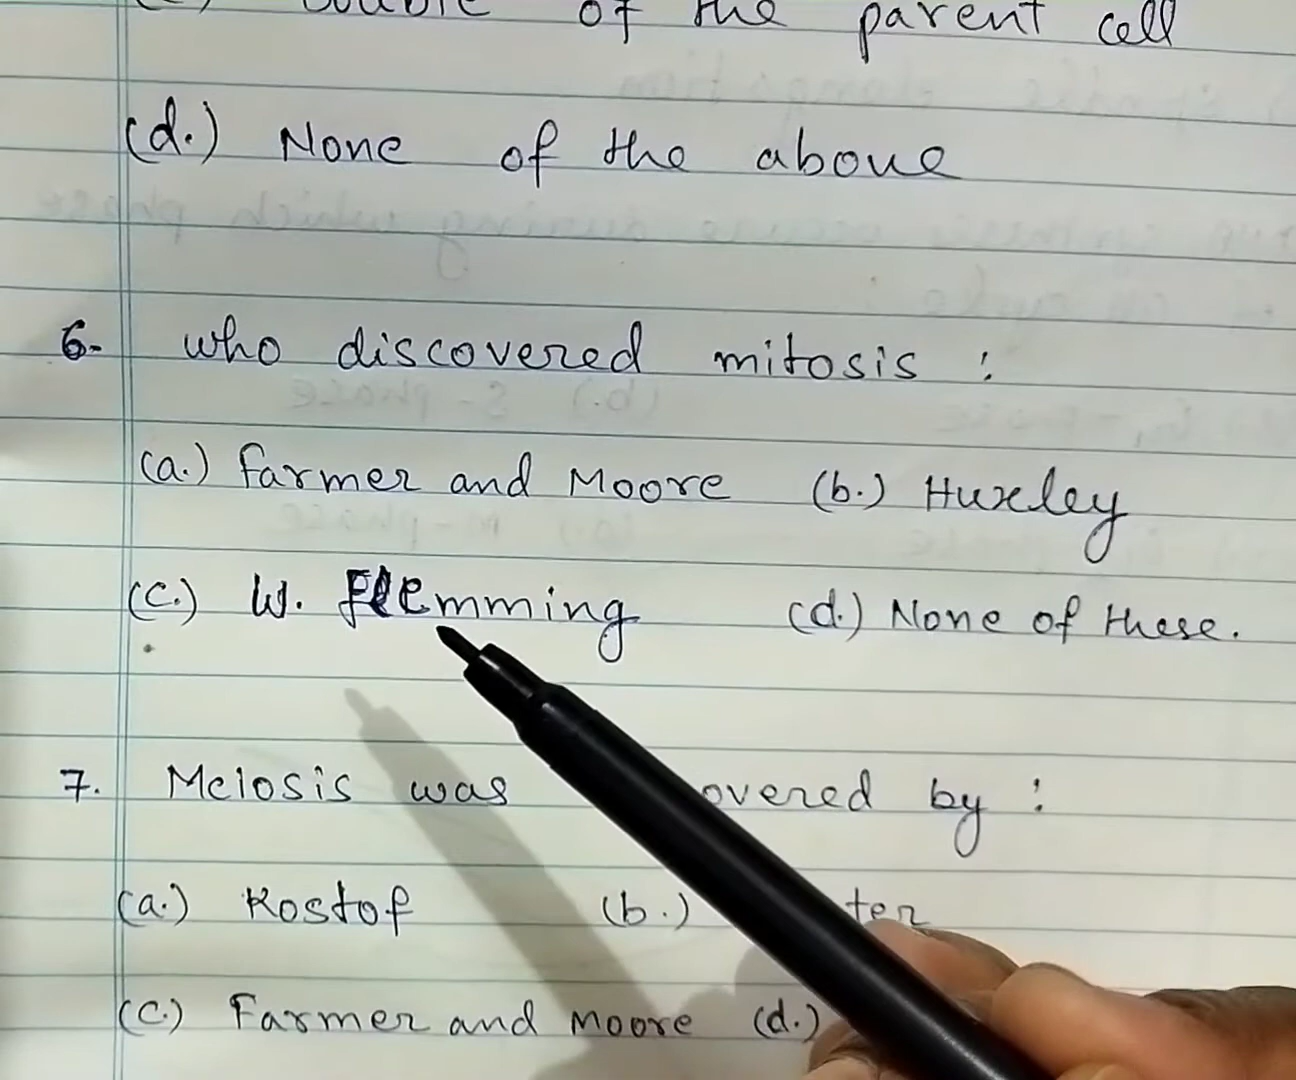 of the parent cell
(d.) None of the above
6. who discovered mitosis :
(a.) Farmer and Moore (b.) Huxley
(c.) W. Flemming (d.) None of these.
7. Meiosis was overed by :
(a.) Rostof (b.) ter
(c.) Farmer and Moore (d.)